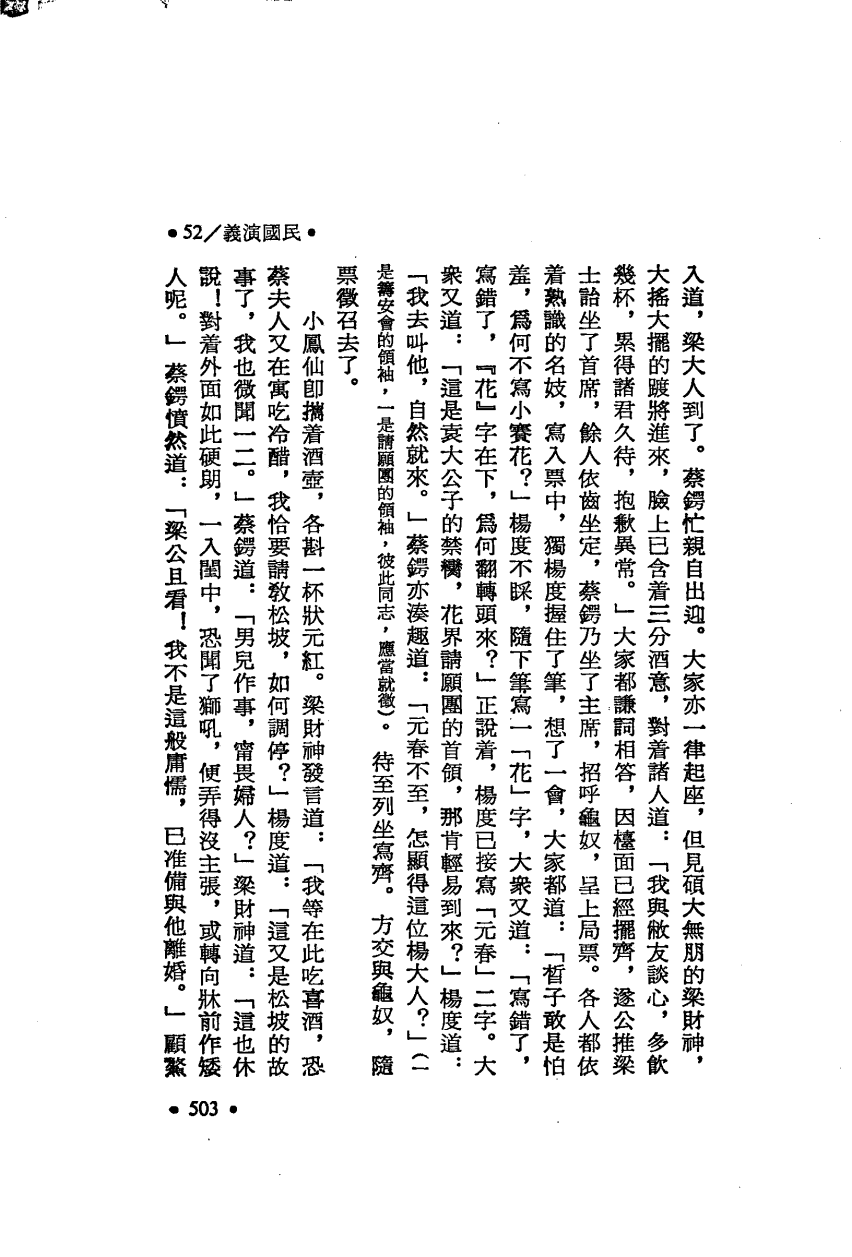 •民國演義／52•
入道，梁大人到了。蔡鍔忙親自出迎。大家亦一律起座，但見碩大無朋的梁財神，
大搖大擺的踱將進來，臉上已含着三分酒意，對着諸人道：「我與敝友談心，多飲
幾杯，累得諸君久待，抱歉異常。」大家都謙詞相答，因檯面已經擺齊，遂公推梁
士詒坐了首席，餘人依齒坐定，蔡鍔乃坐了主席，招呼龜奴，呈上局票。各人都依
着熟識的名妓，寫入票中，獨楊度握住了筆，想了一會，大家都道：「晳子敢是怕
羞，爲何不寫小賽花？」楊度不睬，隨下筆寫一「花」字，大衆又道：「寫錯了，
寫錯了，『花』字在下，爲何翻轉頭來？」正說着，楊度已接寫「元春」二字。大
衆又道：「這是袁大公子的禁臠，花界請願團的首領，那肯輕易到來？」楊度道：
「我去叫他，自然就來。」蔡鍔亦湊趣道：「元春不至，怎顯得這位楊大人？」（一
是籌安會的領袖，一是請願團的領袖，彼此同志，應當就徵）。待至列坐寫齊。方交與龜奴，隨
票徵召去了。
小鳳仙卽擕着酒壺，各斟一杯狀元紅。梁財神發言道：「我等在此吃喜酒，恐
蔡夫人又在寓吃冷醋，我恰要請敎松坡，如何調停？」楊度道：「這又是松坡的故
事了，我也微聞一二。」蔡鍔道：「男兒作事，甯畏婦人？」梁財神道：「這也休
說！對着外面如此硬朗，一入闈中，恐聞了獅吼，便弄得沒主張，或轉向牀前作矮
人呢。」蔡鍔憤然道：「梁公且看！我不是這般庸懦，已准備與他離婚。」顧鰲
•503•